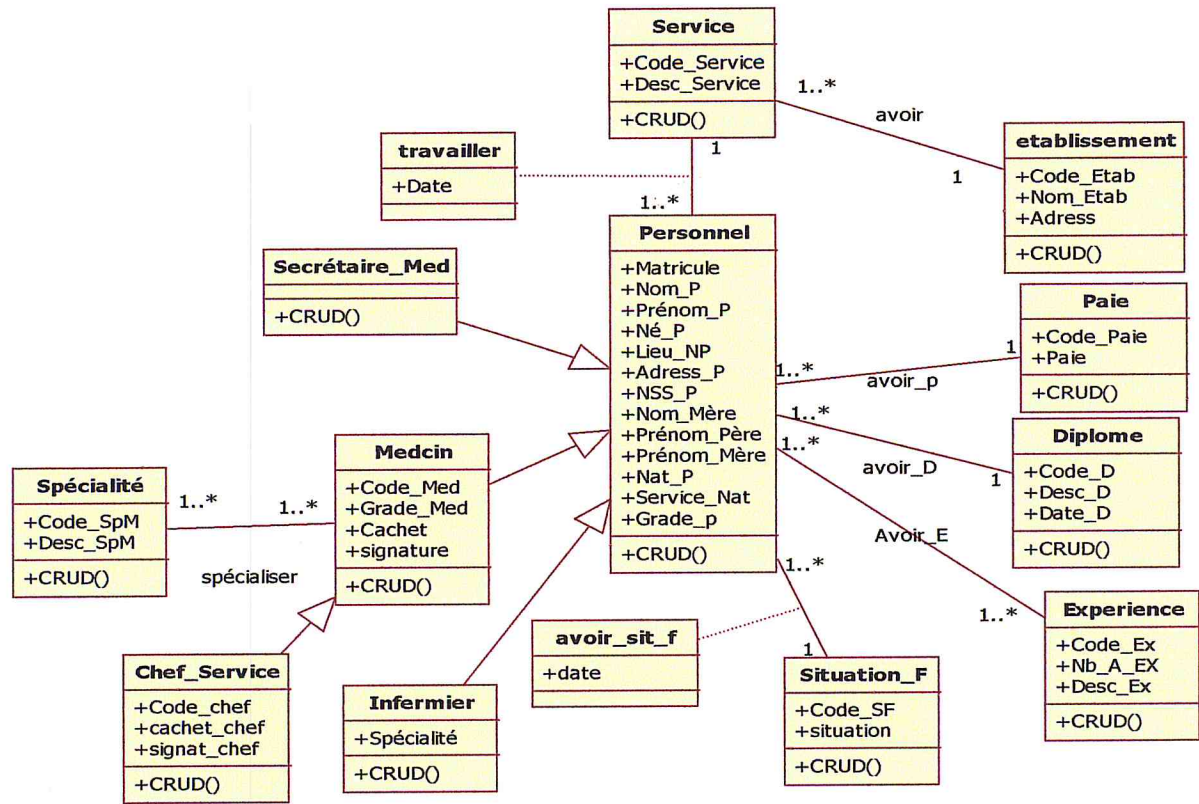 Service
+Code_Service
+Desc_Service
+CRUD()
1..*
avoir
1
etablissement
+Code_Etab
+Nom_Etab
+Adress
+CRUD()
travailler
+Date
1
1..*
Personnel
+Matricule
+Nom_P
+Prénom_P
+Né_P
+Lieu_NP
+Adress_P
+NSS_P
+Nom_Mère
+Prénom_Père
+Prénom_Mère
+Nat_P
+Service_Nat
+Grade_p
+CRUD()
Secrétaire_Med
+CRUD()
Paie
+Code_Paie
+Paie
+CRUD()
1
1..*
avoir_p
Diplome
+Code_D
+Desc_D
+Date_D
+CRUD()
1..*
avoir_D
1
Medcin
+Code_Med
+Grade_Med
+Cachet
+signature
+CRUD()
Spécialité
+Code_SpM
+Desc_SpM
+CRUD()
1..*
1..*
spécialiser
1..*
Avoir_E
1..*
Experience
+Code_Ex
+Nb_A_EX
+Desc_Ex
+CRUD()
1..*
1
avoir_sit_f
+date
Situation_F
+Code_SF
+situation
+CRUD()
Chef_Service
+Code_chef
+cachet_chef
+signat_chef
+CRUD()
Infermier
+Spécialité
+CRUD()